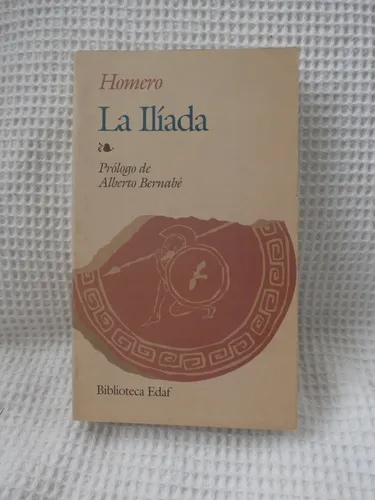 Homero
La Ilíada
Prólogo de
Alberto Bernabé
Biblioteca Edaf